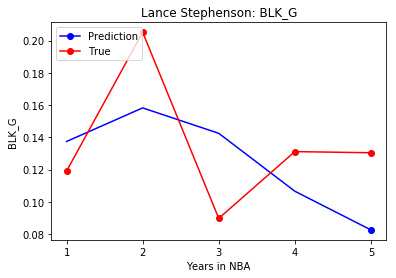 Lance Stephenson: BLK_G
Prediction
True
0.20
0.18
0.16
0.14
0.12
0.10
0.08
BLK_G
1
2
3
4
5
Years in NBA